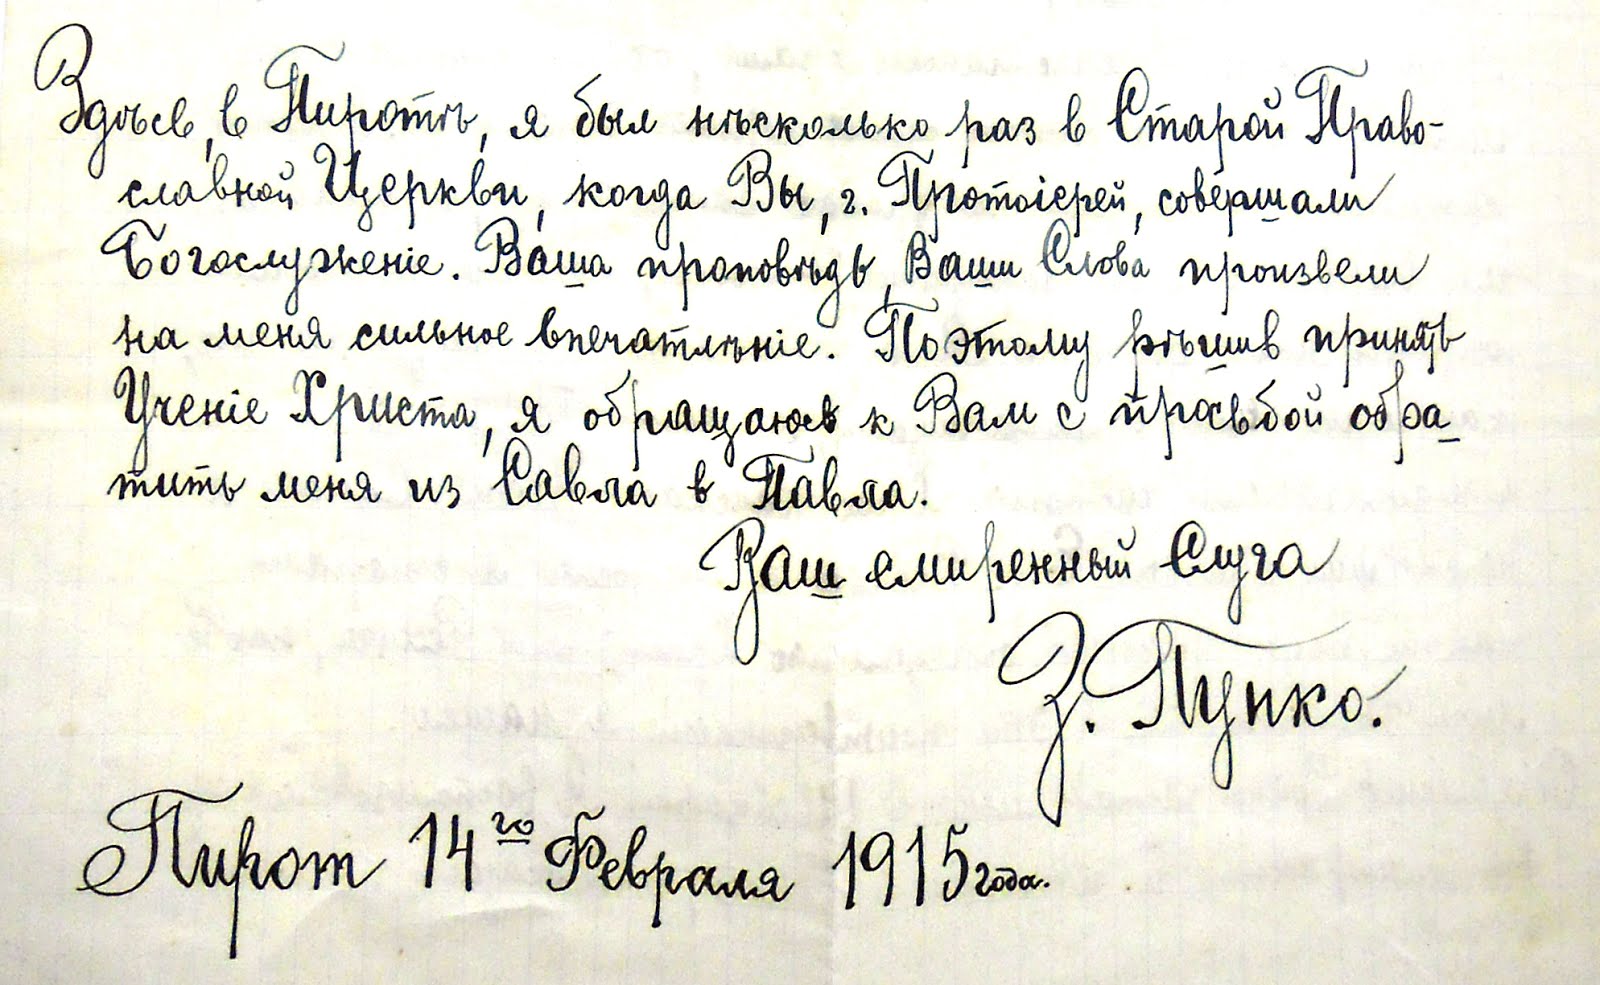 Здѣсь, в Пиротѣ, я был нѣсколько раз в Старой Право-
славной Церкви, когда Вы, г. Протоіерей, совершали
Богослуженіе. Ваша проповѣдь, Ваши Слова произвели
на меня сильное впечатлѣніе. Поэтому рѣшив принять
Ученіе Христа, я обращаюсь к Вам с просьбой обра-
тить меня из Савла в Павла.
Ваш смиренный Слуга
З. Пупко.
Пирот 14го Февраля 1915 года.